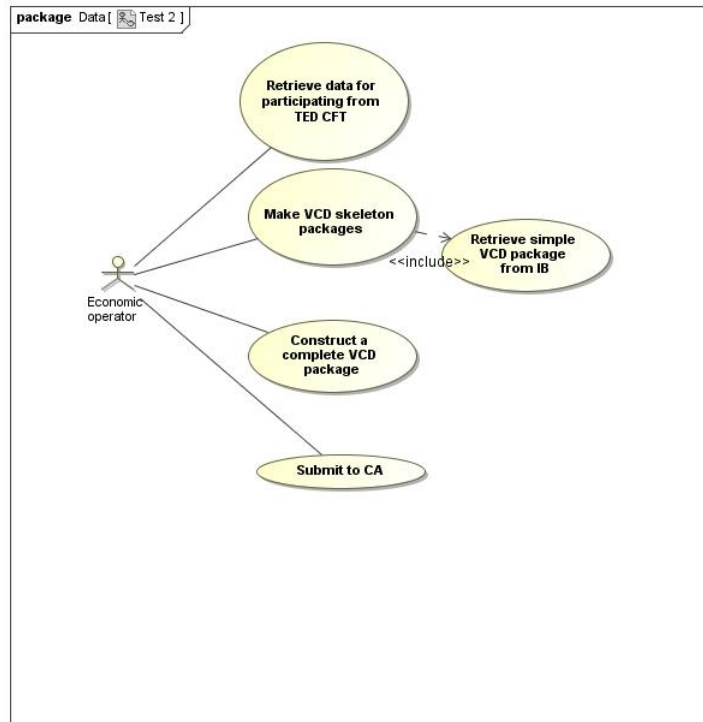 package Data[ Test 2 ]
Retrieve data for
participating from
TED CFT
Make VCD skeleton
packages
<<include>>
Retrieve simple
VCD package
from IB
Economic
operator
Construct a
complete VCD
package
Submit to CA